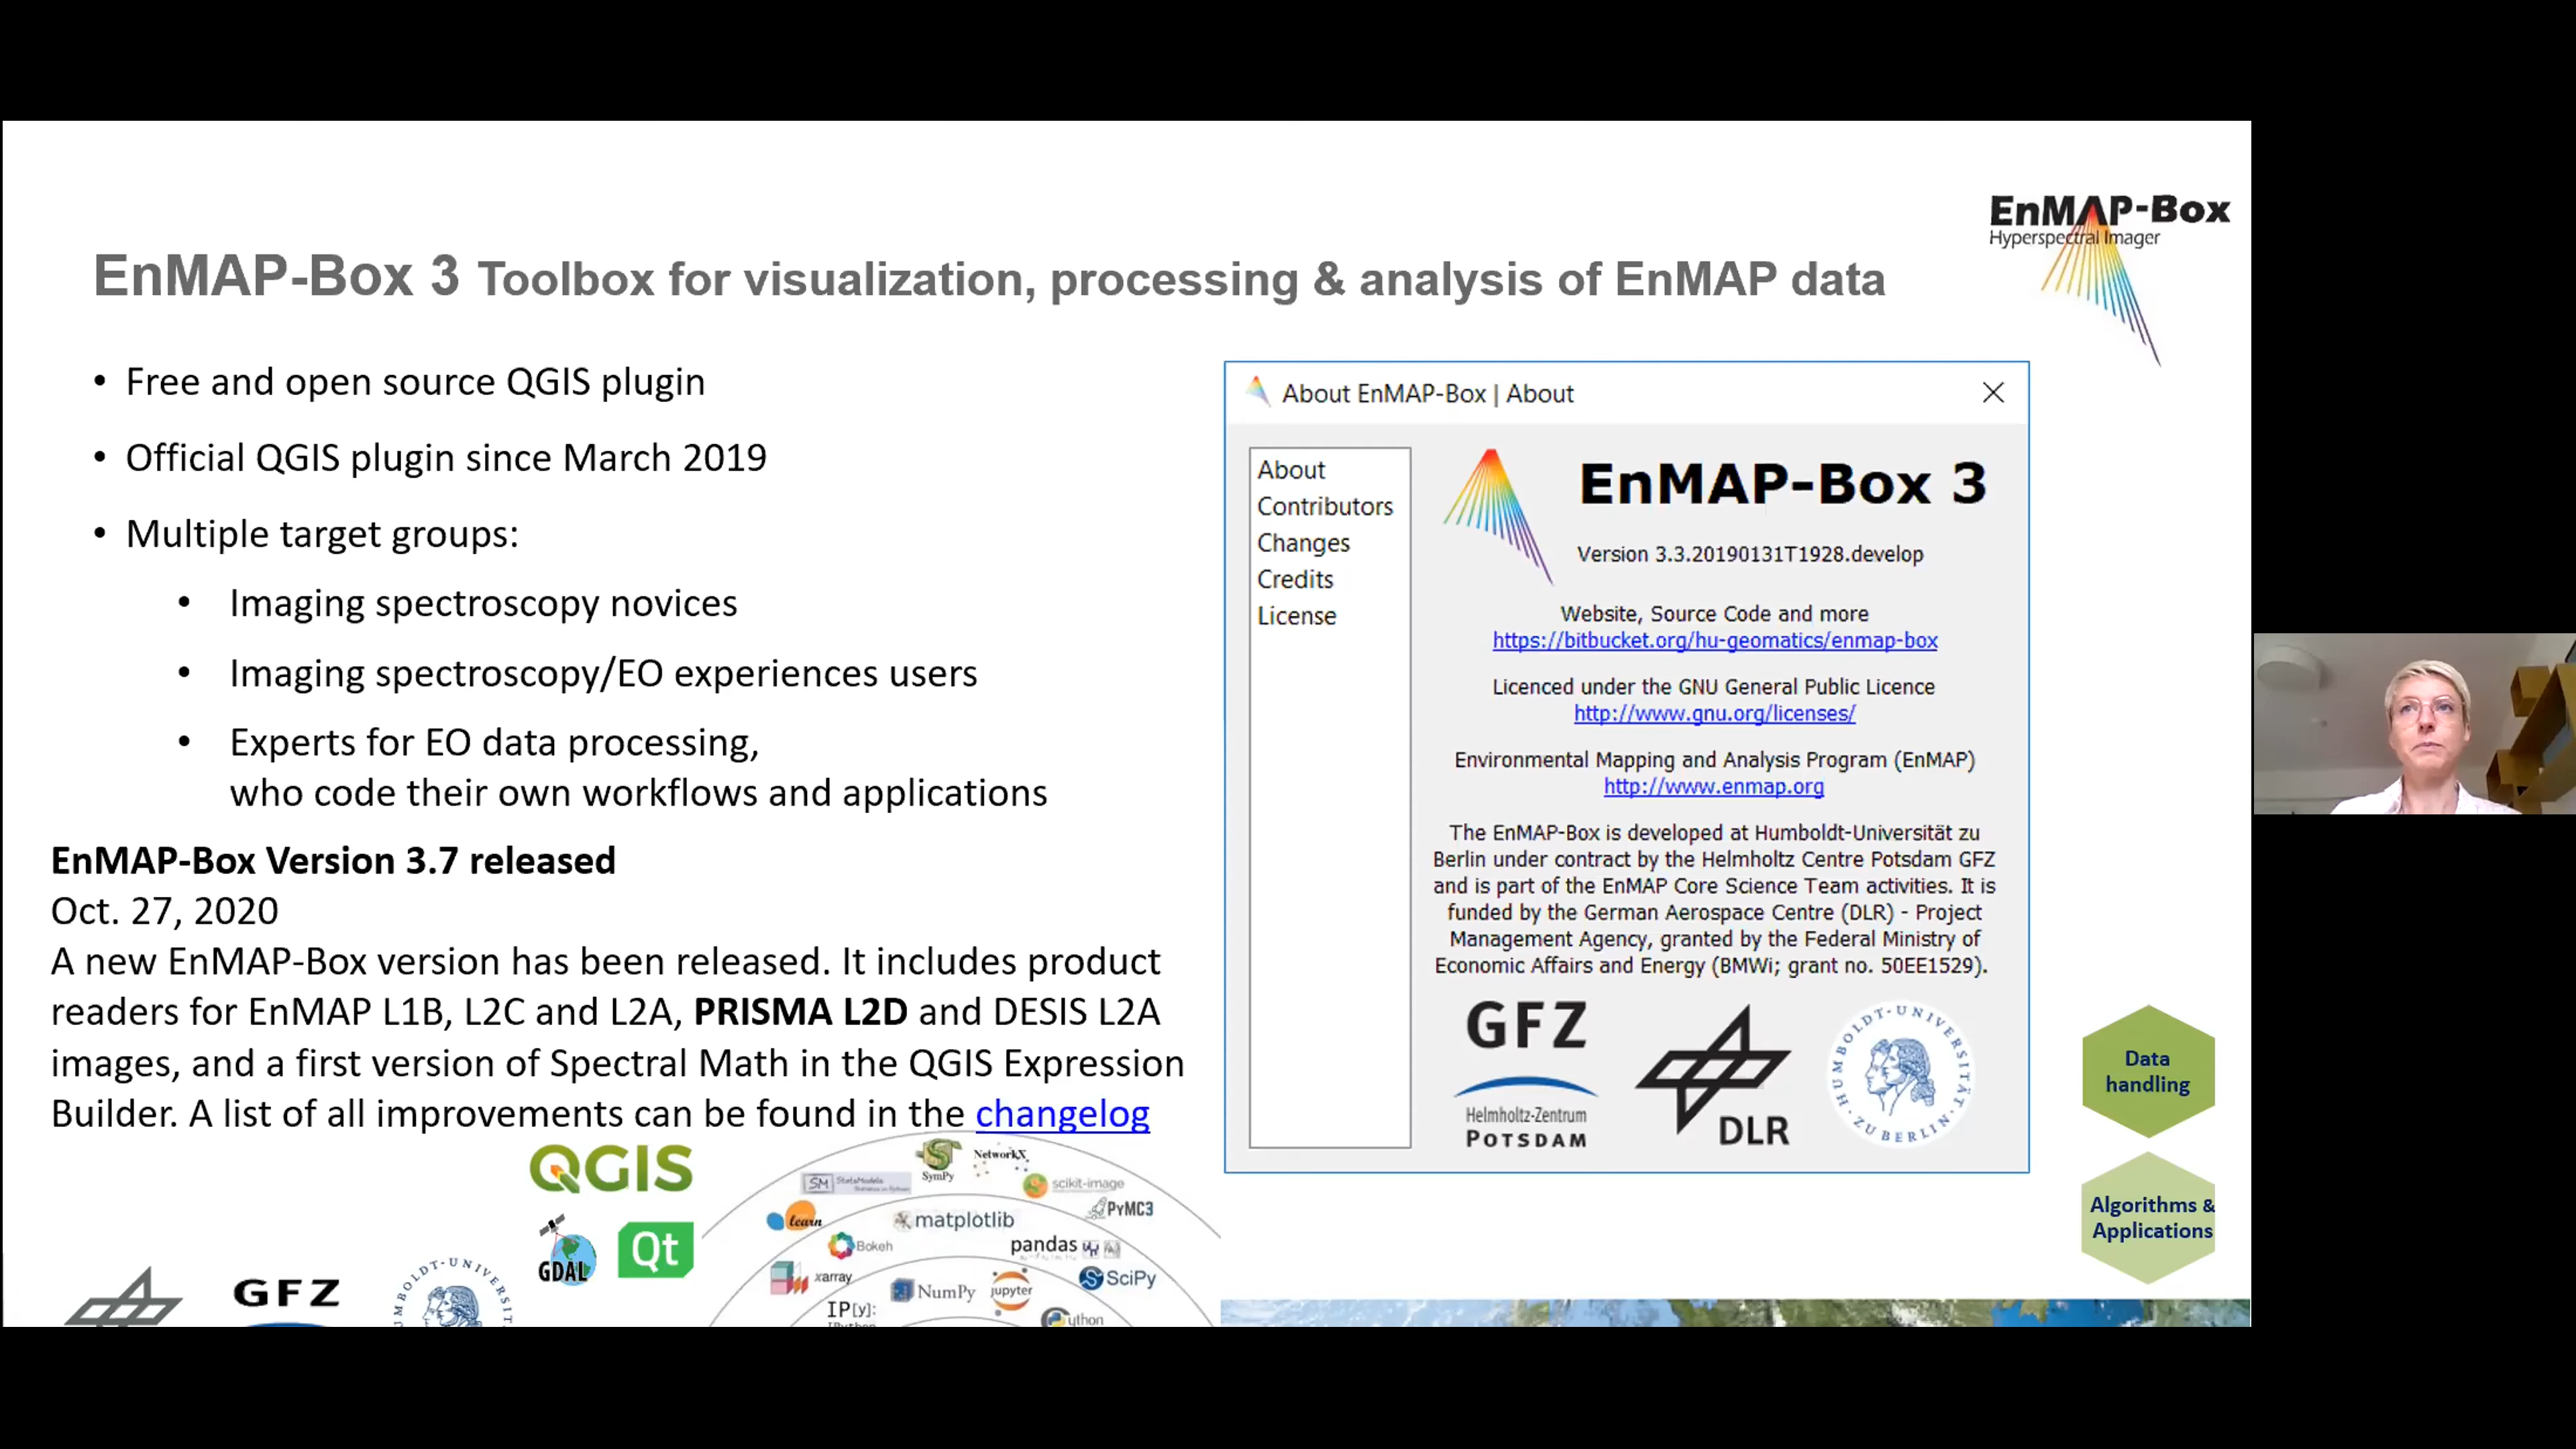 EnMAP-Box
Hyperspectral Imager
EnMAP-Box 3 Toolbox for visualization, processing & analysis of EnMAP data
• Free and open source QGIS plugin
• Official QGIS plugin since March 2019
• Multiple target groups:
• Imaging spectroscopy novices
• Imaging spectroscopy/EO experiences users
• Experts for EO data processing,
who code their own workflows and applications
EnMAP-Box Version 3.7 released
Oct. 27, 2020
A new EnMAP-Box version has been released. It includes product
readers for EnMAP L1B, L2C and L2A, PRISMA L2D and DESIS L2A
images, and a first version of Spectral Math in the QGIS Expression
Builder. A list of all improvements can be found in the changelog
About EnMAP-Box | About
About
Contributors
Changes
Credits
License
EnMAP-Box 3
Version 3.3.20190131T1928.develop
Website, Source Code and more
https://bitbucket.org/hu-geomatics/enmap-box
Licenced under the GNU General Public Licence
http://www.gnu.org/licenses/
Environmental Mapping and Analysis Program (EnMAP)
http://www.enmap.org
The EnMAP-Box is developed at Humboldt-Universität zu
Berlin under contract by the Helmholtz Centre Potsdam GFZ
and is part of the EnMAP Core Science Team activities. It is
funded by the German Aerospace Centre (DLR) - Project
Management Agency, granted by the Federal Ministry of
Economic Affairs and Energy (BMWi; grant no. 50EE1529).
GFZ
Helmholtz-Zentrum
POTSDAM
DLR
HUMBOLDT-UNIVERSITÄT ZU BERLIN
Data
handling
Algorithms &
Applications
QGIS
GDAL
Qt
GFZ
HUMBOLDT-UNIVERSIT
SymPy
NetworkX
SM StatsModels
scikit-image
learn
matplotlib
PyMC3
Bokeh
pandas
xarray
NumPy
jupyter
SciPy
IP[y]:
ython